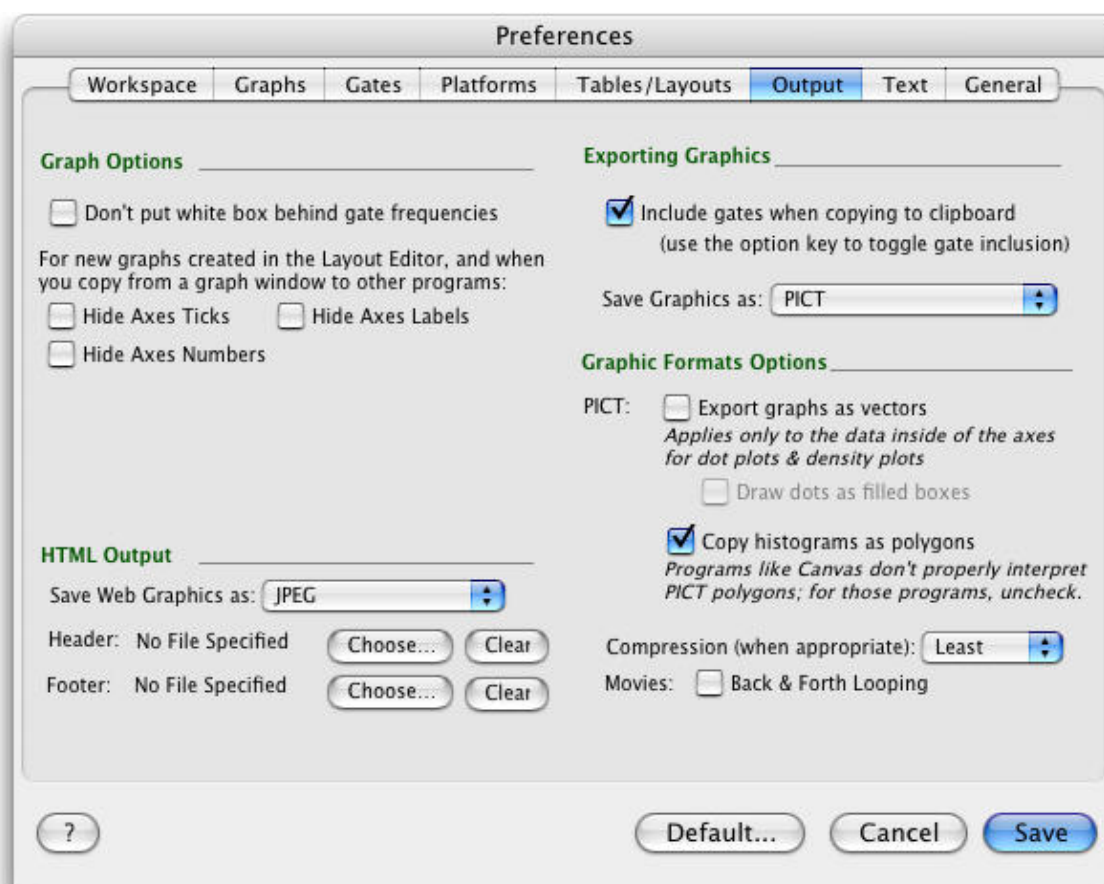 Preferences
Workspace Graphs Gates Platforms Tables/Layouts Output Text General
Graph Options
Don't put white box behind gate frequencies
For new graphs created in the Layout Editor, and when
you copy from a graph window to other programs:
Hide Axes Ticks Hide Axes Labels
Hide Axes Numbers
HTML Output
Save Web Graphics as: JPEG
Header: No File Specified Choose... Clear
Footer: No File Specified Choose... Clear
Exporting Graphics
Include gates when copying to clipboard
(use the option key to toggle gate inclusion)
Save Graphics as: PICT
Graphic Formats Options
PICT: Export graphs as vectors
Applies only to the data inside of the axes
for dot plots & density plots
Draw dots as filled boxes
Copy histograms as polygons
Programs like Canvas don't properly interpret
PICT polygons; for those programs, uncheck.
Compression (when appropriate): Least
Movies: Back & Forth Looping
? Default... Cancel Save